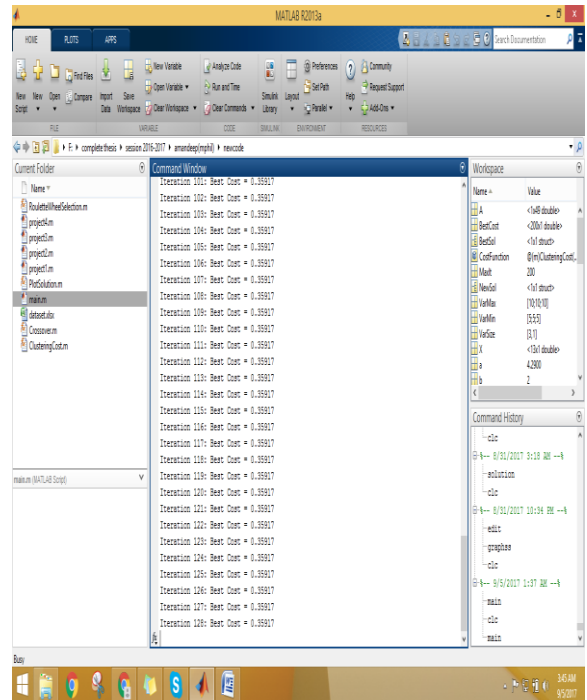 MATLAB R2013a
HOME PLOTS APPS
Search Documentation
New Script
New
Open
Find Files
Compare
Import Data
Save Workspace
New Variable
Open Variable
Clear Workspace
Analyze Code
Run and Time
Clear Commands
Simulink Library
Layout
Preferences
Set Path
Parallel
Help
Community
Request Support
Add-Ons
FILE VARIABLE CODE SIMULINK ENVIRONMENT RESOURCES
F: complete thesis session 2016-2017 amandeep(mphil) newcode
Current Folder
Name
RouletteWheelSelection.m
project4.m
project3.m
project2.m
project1.m
PlotSolution.m
main.m
dataset.xlsx
Crossover.m
ClusteringCost.m
main.m (MATLAB Script)
Command Window
Iteration 101: Best Cost = 0.35917
Iteration 102: Best Cost = 0.35917
Iteration 103: Best Cost = 0.35917
Iteration 104: Best Cost = 0.35917
Iteration 105: Best Cost = 0.35917
Iteration 106: Best Cost = 0.35917
Iteration 107: Best Cost = 0.35917
Iteration 108: Best Cost = 0.35917
Iteration 109: Best Cost = 0.35917
Iteration 110: Best Cost = 0.35917
Iteration 111: Best Cost = 0.35917
Iteration 112: Best Cost = 0.35917
Iteration 113: Best Cost = 0.35917
Iteration 114: Best Cost = 0.35917
Iteration 115: Best Cost = 0.35917
Iteration 116: Best Cost = 0.35917
Iteration 117: Best Cost = 0.35917
Iteration 118: Best Cost = 0.35917
Iteration 119: Best Cost = 0.35917
Iteration 120: Best Cost = 0.35917
Iteration 121: Best Cost = 0.35917
Iteration 122: Best Cost = 0.35917
Iteration 123: Best Cost = 0.35917
Iteration 124: Best Cost = 0.35917
Iteration 125: Best Cost = 0.35917
Iteration 126: Best Cost = 0.35917
Iteration 127: Best Cost = 0.35917
Iteration 128: Best Cost = 0.35917
fx
Workspace
Name Value
A <1x49 double>
BestCost <200x1 double>
BestSol <1x1 struct>
CostFunction @(m)ClusteringCost(...
MaxIt 200
NewSol <1x1 struct>
VarMax [10;10;10]
VarMin [5;5;5]
VarSize [3,1]
X <13x1 double>
a 4.2900
b 2
Command History
clc
%-- 8/31/2017 3:18 AM --%
solution
clc
%-- 8/31/2017 10:34 PM --%
edit
graphss
clc
%-- 9/5/2017 1:37 AM --%
main
clc
main
Busy
3:45 AM
9/5/2017